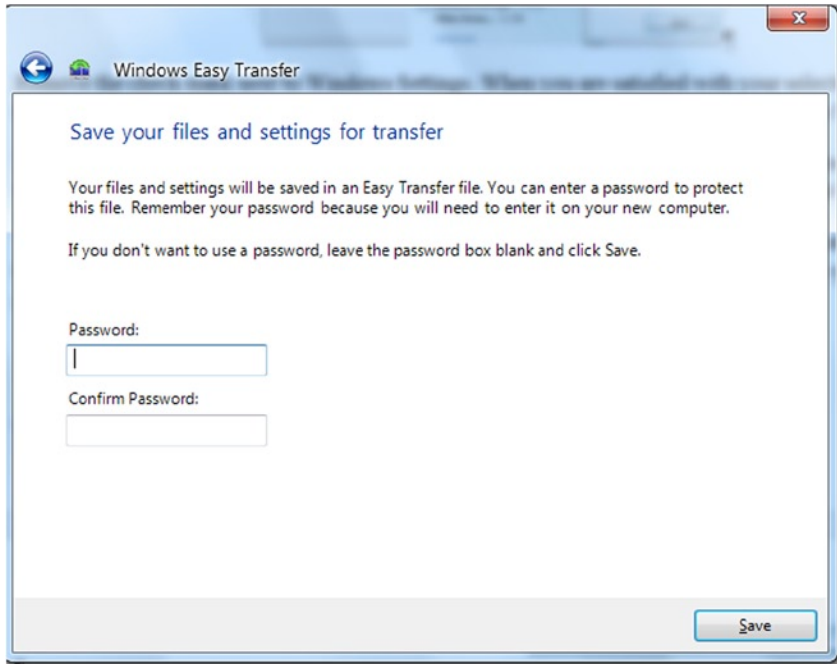 Windows Easy Transfer
Save your files and settings for transfer
Your files and settings will be saved in an Easy Transfer file. You can enter a password to protect
this file. Remember your password because you will need to enter it on your new computer.
If you don't want to use a password, leave the password box blank and click Save.
Password:
Confirm Password:
Save